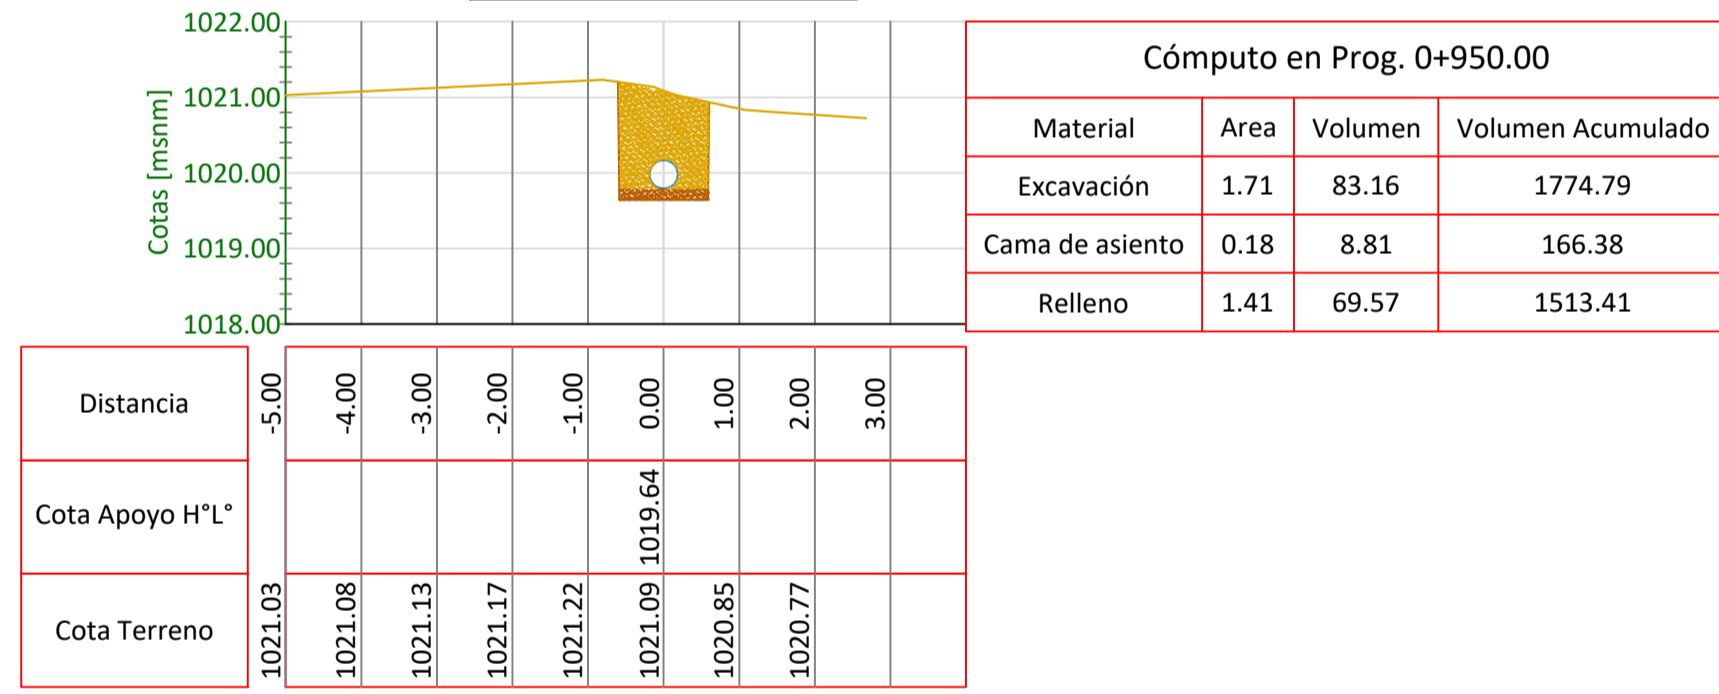 1022.00
1021.00
1020.00
1019.00
1018.00
Cotas [msnm]
Cómputo en Prog. 0+950.00
Material Area Volumen Volumen Acumulado
Excavación 1.71 83.16 1774.79
Cama de asiento 0.18 8.81 166.38
Relleno 1.41 69.57 1513.41
Distancia -5.00 -4.00 -3.00 -2.00 -1.00 0.00 1.00 2.00 3.00
Cota Apoyo H°L° 1019.64
Cota Terreno 1021.03 1021.08 1021.13 1021.17 1021.22 1021.09 1020.85 1020.77